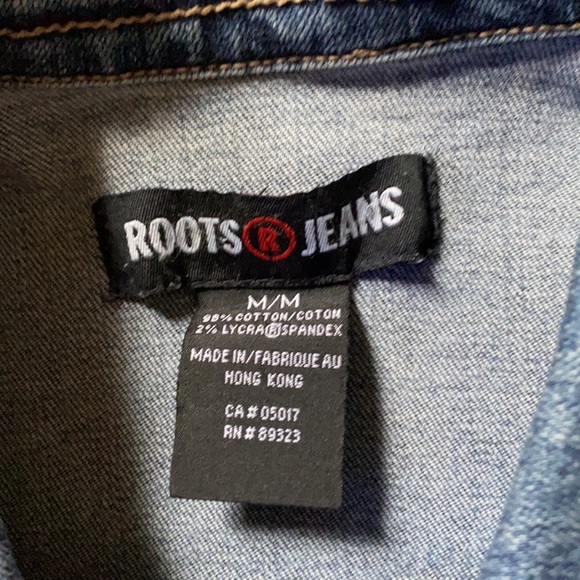 ROOTS R JEANS
M/M
98% COTTON/COTON
2% LYCRA®SPANDEX
MADE IN/FABRIQUE AU
HONG KONG
CA# 05017
RN# 89323